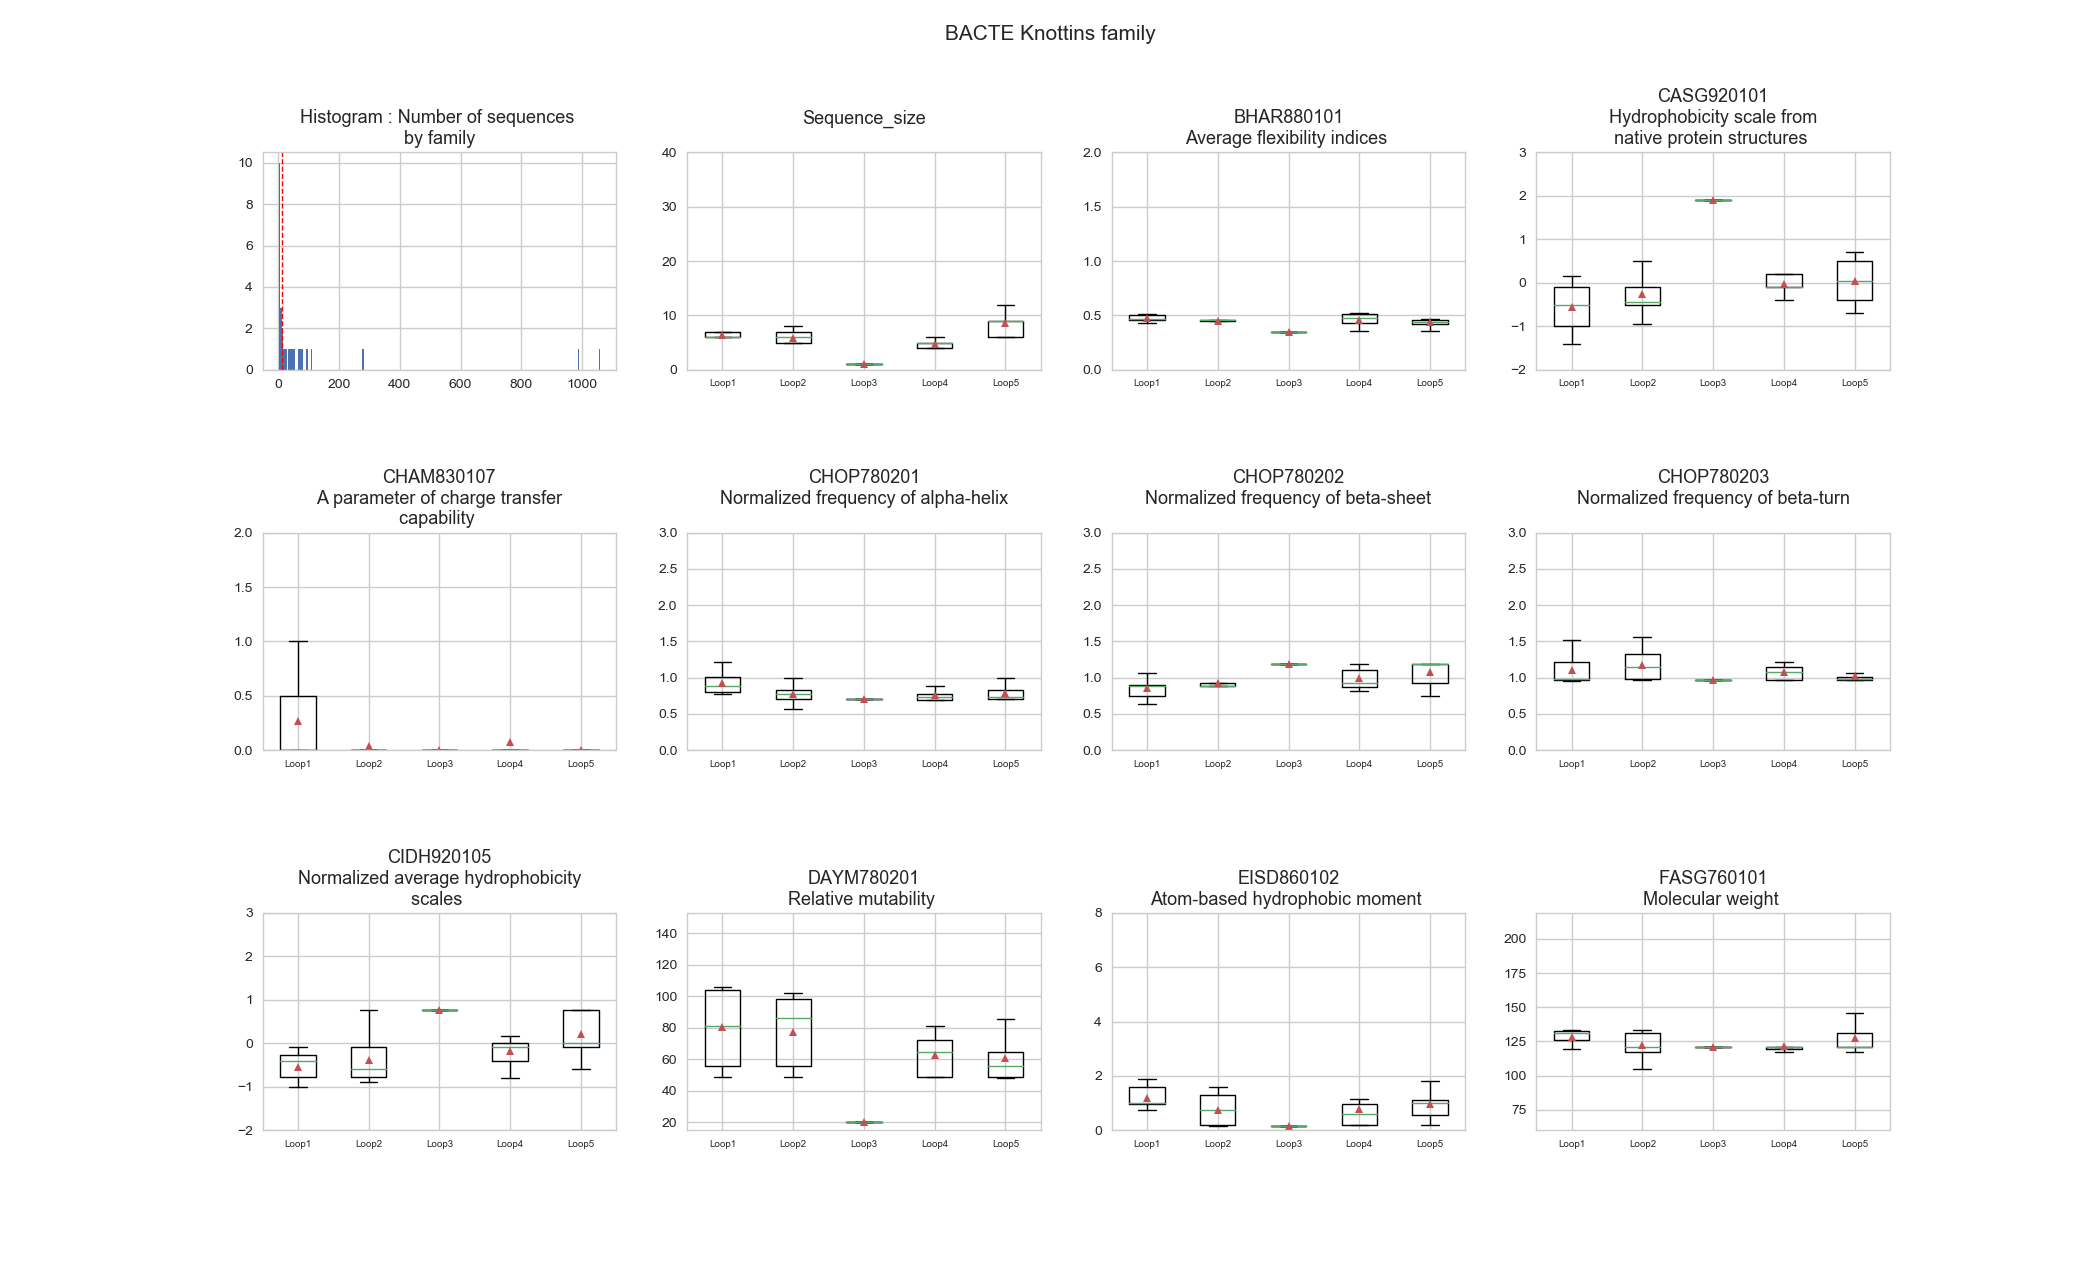 BACTE Knottins family
Histogram : Number of sequences
by family
10
8
6
4
2
0
0 200 400 600 800 1000
Sequence_size
40
30
20
10
0
Loop1 Loop2 Loop3 Loop4 Loop5
BHAR880101
Average flexibility indices
2.0
1.5
1.0
0.5
0.0
Loop1 Loop2 Loop3 Loop4 Loop5
CASG920101
Hydrophobicity scale from
native protein structures
3
2
1
0
−1
−2
Loop1 Loop2 Loop3 Loop4 Loop5
CHAM830107
A parameter of charge transfer
capability
2.0
1.5
1.0
0.5
0.0
Loop1 Loop2 Loop3 Loop4 Loop5
CHOP780201
Normalized frequency of alpha-helix
3.0
2.5
2.0
1.5
1.0
0.5
0.0
Loop1 Loop2 Loop3 Loop4 Loop5
CHOP780202
Normalized frequency of beta-sheet
3.0
2.5
2.0
1.5
1.0
0.5
0.0
Loop1 Loop2 Loop3 Loop4 Loop5
CHOP780203
Normalized frequency of beta-turn
3.0
2.5
2.0
1.5
1.0
0.5
0.0
Loop1 Loop2 Loop3 Loop4 Loop5
CIDH920105
Normalized average hydrophobicity
scales
3
2
1
0
−1
−2
Loop1 Loop2 Loop3 Loop4 Loop5
DAYM780201
Relative mutability
140
120
100
80
60
40
20
Loop1 Loop2 Loop3 Loop4 Loop5
EISD860102
Atom-based hydrophobic moment
8
6
4
2
0
Loop1 Loop2 Loop3 Loop4 Loop5
FASG760101
Molecular weight
200
175
150
125
100
75
Loop1 Loop2 Loop3 Loop4 Loop5